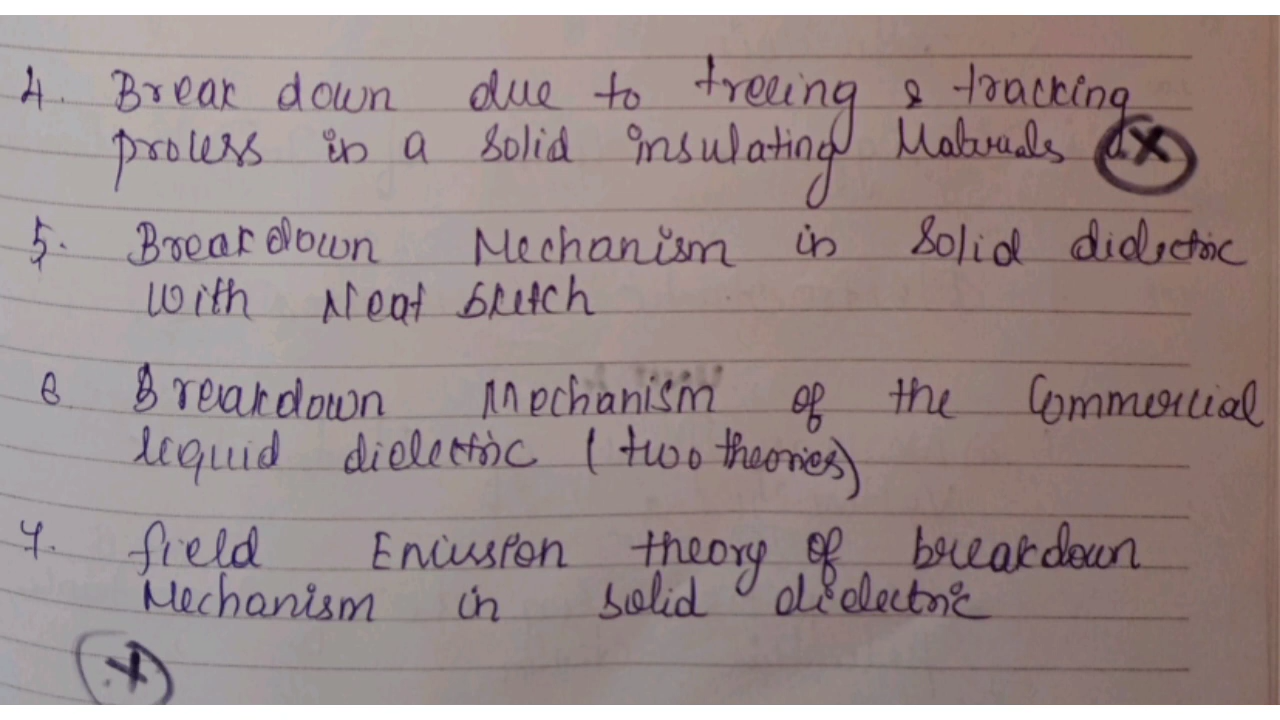 4. Break down due to treeing & tracking
process in a solid insulating Materials
5. Breakdown Mechanism in Solid dielectric
with Neat Sketch
6 Breakdown Mechanism of the Commercial
liquid dielectric (two theories)
7. field Emission theory of breakdown
Mechanism in solid dielectric